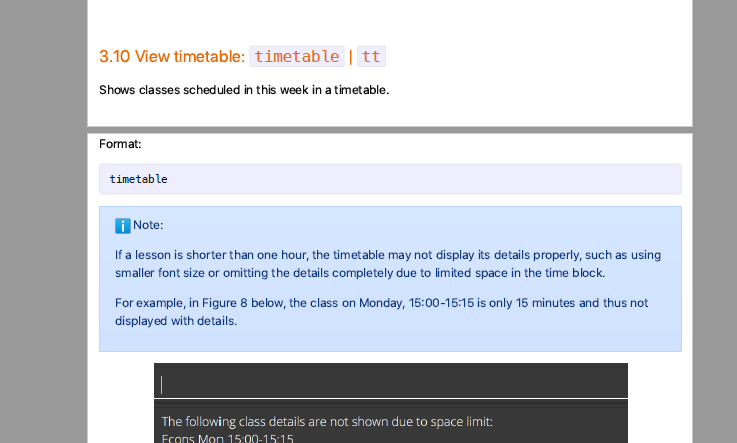 3.10 View timetable: timetable | tt
Shows classes scheduled in this week in a timetable.
Format:
timetable
Note:
If a lesson is shorter than one hour, the timetable may not display its details properly, such as using
smaller font size or omitting the details completely due to limited space in the time block.
For example, in Figure 8 below, the class on Monday, 15:00-15:15 is only 15 minutes and thus not
displayed with details.
The following class details are not shown due to space limit:
Econs Mon 15:00-15:15